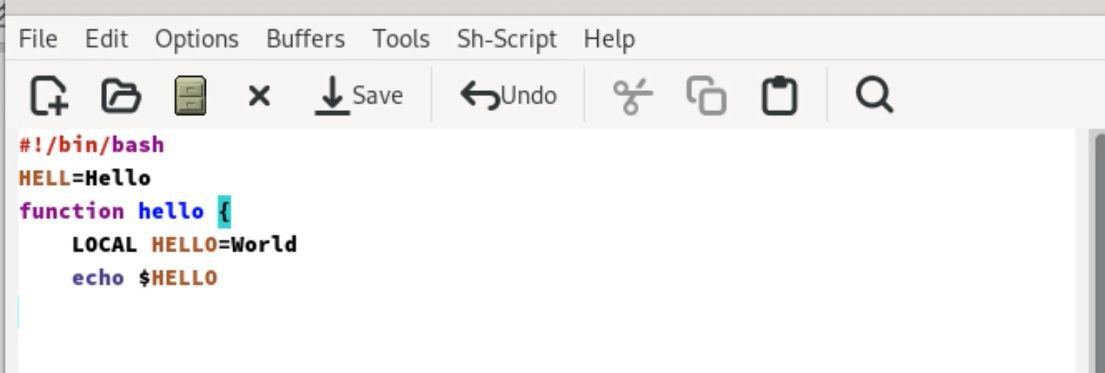 File Edit Options Buffers Tools Sh-Script Help
Save Undo
#!/bin/bash
HELL=Hello
function hello {
    LOCAL HELLO=World
    echo $HELLO